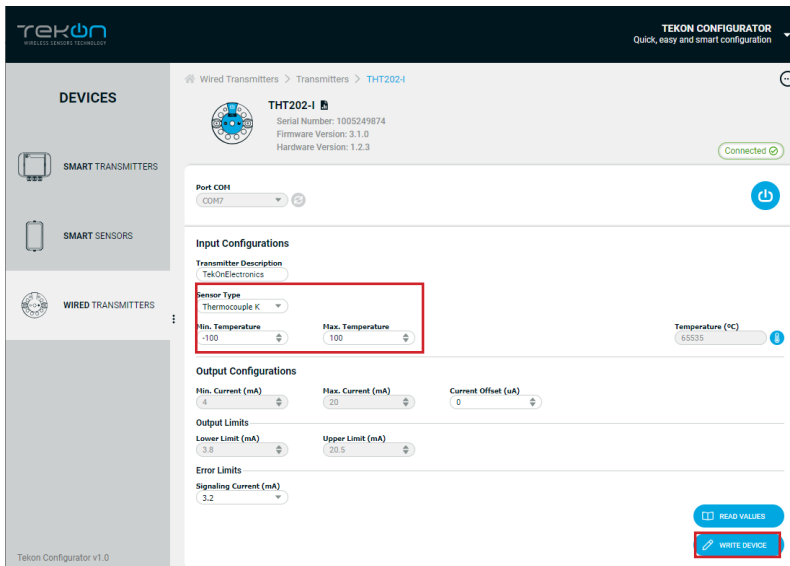 TEKON
WIRELESS SENSORS TECHNOLOGY
TEKON CONFIGURATOR
Quick, easy and smart configuration
DEVICES
SMART TRANSMITTERS
SMART SENSORS
WIRED TRANSMITTERS
Tekon Configurator v1.0
Wired Transmitters > Transmitters > THT202-I
THT202-I
Serial Number: 1005249874
Firmware Version: 3.1.0
Hardware Version: 1.2.3
Connected
Port COM
COM7
Input Configurations
Transmitter Description
TekOnElectronics
Sensor Type
Thermocouple K
Min. Temperature Max. Temperature Temperature (ºC)
-100 100 65535
Output Configurations
Min. Current (mA) Max. Current (mA) Current Offset (uA)
4 20 0
Output Limits
Lower Limit (mA) Upper Limit (mA)
3.8 20.5
Error Limits
Signaling Current (mA)
3.2
READ VALUES
WRITE DEVICE